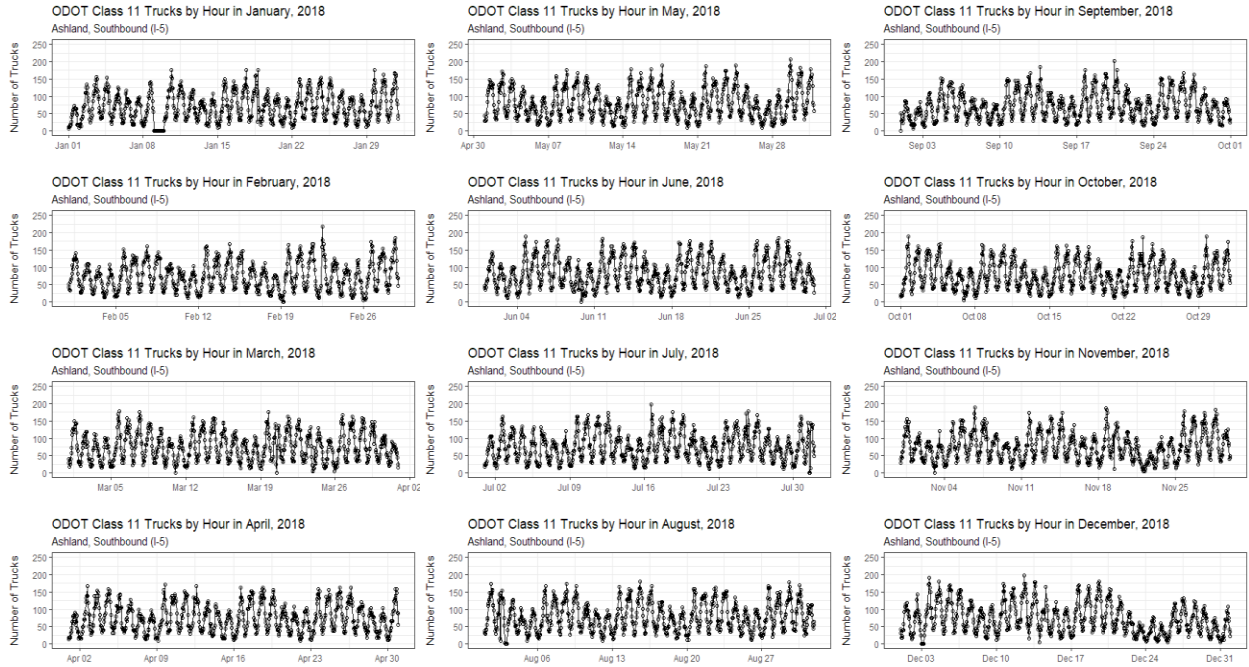 ODOT Class 11 Trucks by Hour in January, 2018
Ashland, Southbound (I-5)
Number of Trucks
250
200
150
100
50
0
Jan 01 Jan 08 Jan 15 Jan 22 Jan 29
ODOT Class 11 Trucks by Hour in May, 2018
Ashland, Southbound (I-5)
Number of Trucks
250
200
150
100
50
0
Apr 30 May 07 May 14 May 21 May 28
ODOT Class 11 Trucks by Hour in September, 2018
Ashland, Southbound (I-5)
Number of Trucks
250
200
150
100
50
0
Sep 03 Sep 10 Sep 17 Sep 24 Oct 01
ODOT Class 11 Trucks by Hour in February, 2018
Ashland, Southbound (I-5)
Number of Trucks
250
200
150
100
50
0
Feb 05 Feb 12 Feb 19 Feb 26
ODOT Class 11 Trucks by Hour in June, 2018
Ashland, Southbound (I-5)
Number of Trucks
250
200
150
100
50
0
Jun 04 Jun 11 Jun 18 Jun 25 Jul 02
ODOT Class 11 Trucks by Hour in October, 2018
Ashland, Southbound (I-5)
Number of Trucks
250
200
150
100
50
0
Oct 01 Oct 08 Oct 15 Oct 22 Oct 29
ODOT Class 11 Trucks by Hour in March, 2018
Ashland, Southbound (I-5)
Number of Trucks
250
200
150
100
50
0
Mar 05 Mar 12 Mar 19 Mar 26 Apr 02
ODOT Class 11 Trucks by Hour in July, 2018
Ashland, Southbound (I-5)
Number of Trucks
250
200
150
100
50
0
Jul 02 Jul 09 Jul 16 Jul 23 Jul 30
ODOT Class 11 Trucks by Hour in November, 2018
Ashland, Southbound (I-5)
Number of Trucks
250
200
150
100
50
0
Nov 04 Nov 11 Nov 18 Nov 25
ODOT Class 11 Trucks by Hour in April, 2018
Ashland, Southbound (I-5)
Number of Trucks
250
200
150
100
50
0
Apr 02 Apr 09 Apr 16 Apr 23 Apr 30
ODOT Class 11 Trucks by Hour in August, 2018
Ashland, Southbound (I-5)
Number of Trucks
250
200
150
100
50
0
Aug 06 Aug 13 Aug 20 Aug 27
ODOT Class 11 Trucks by Hour in December, 2018
Ashland, Southbound (I-5)
Number of Trucks
250
200
150
100
50
0
Dec 03 Dec 10 Dec 17 Dec 24 Dec 31